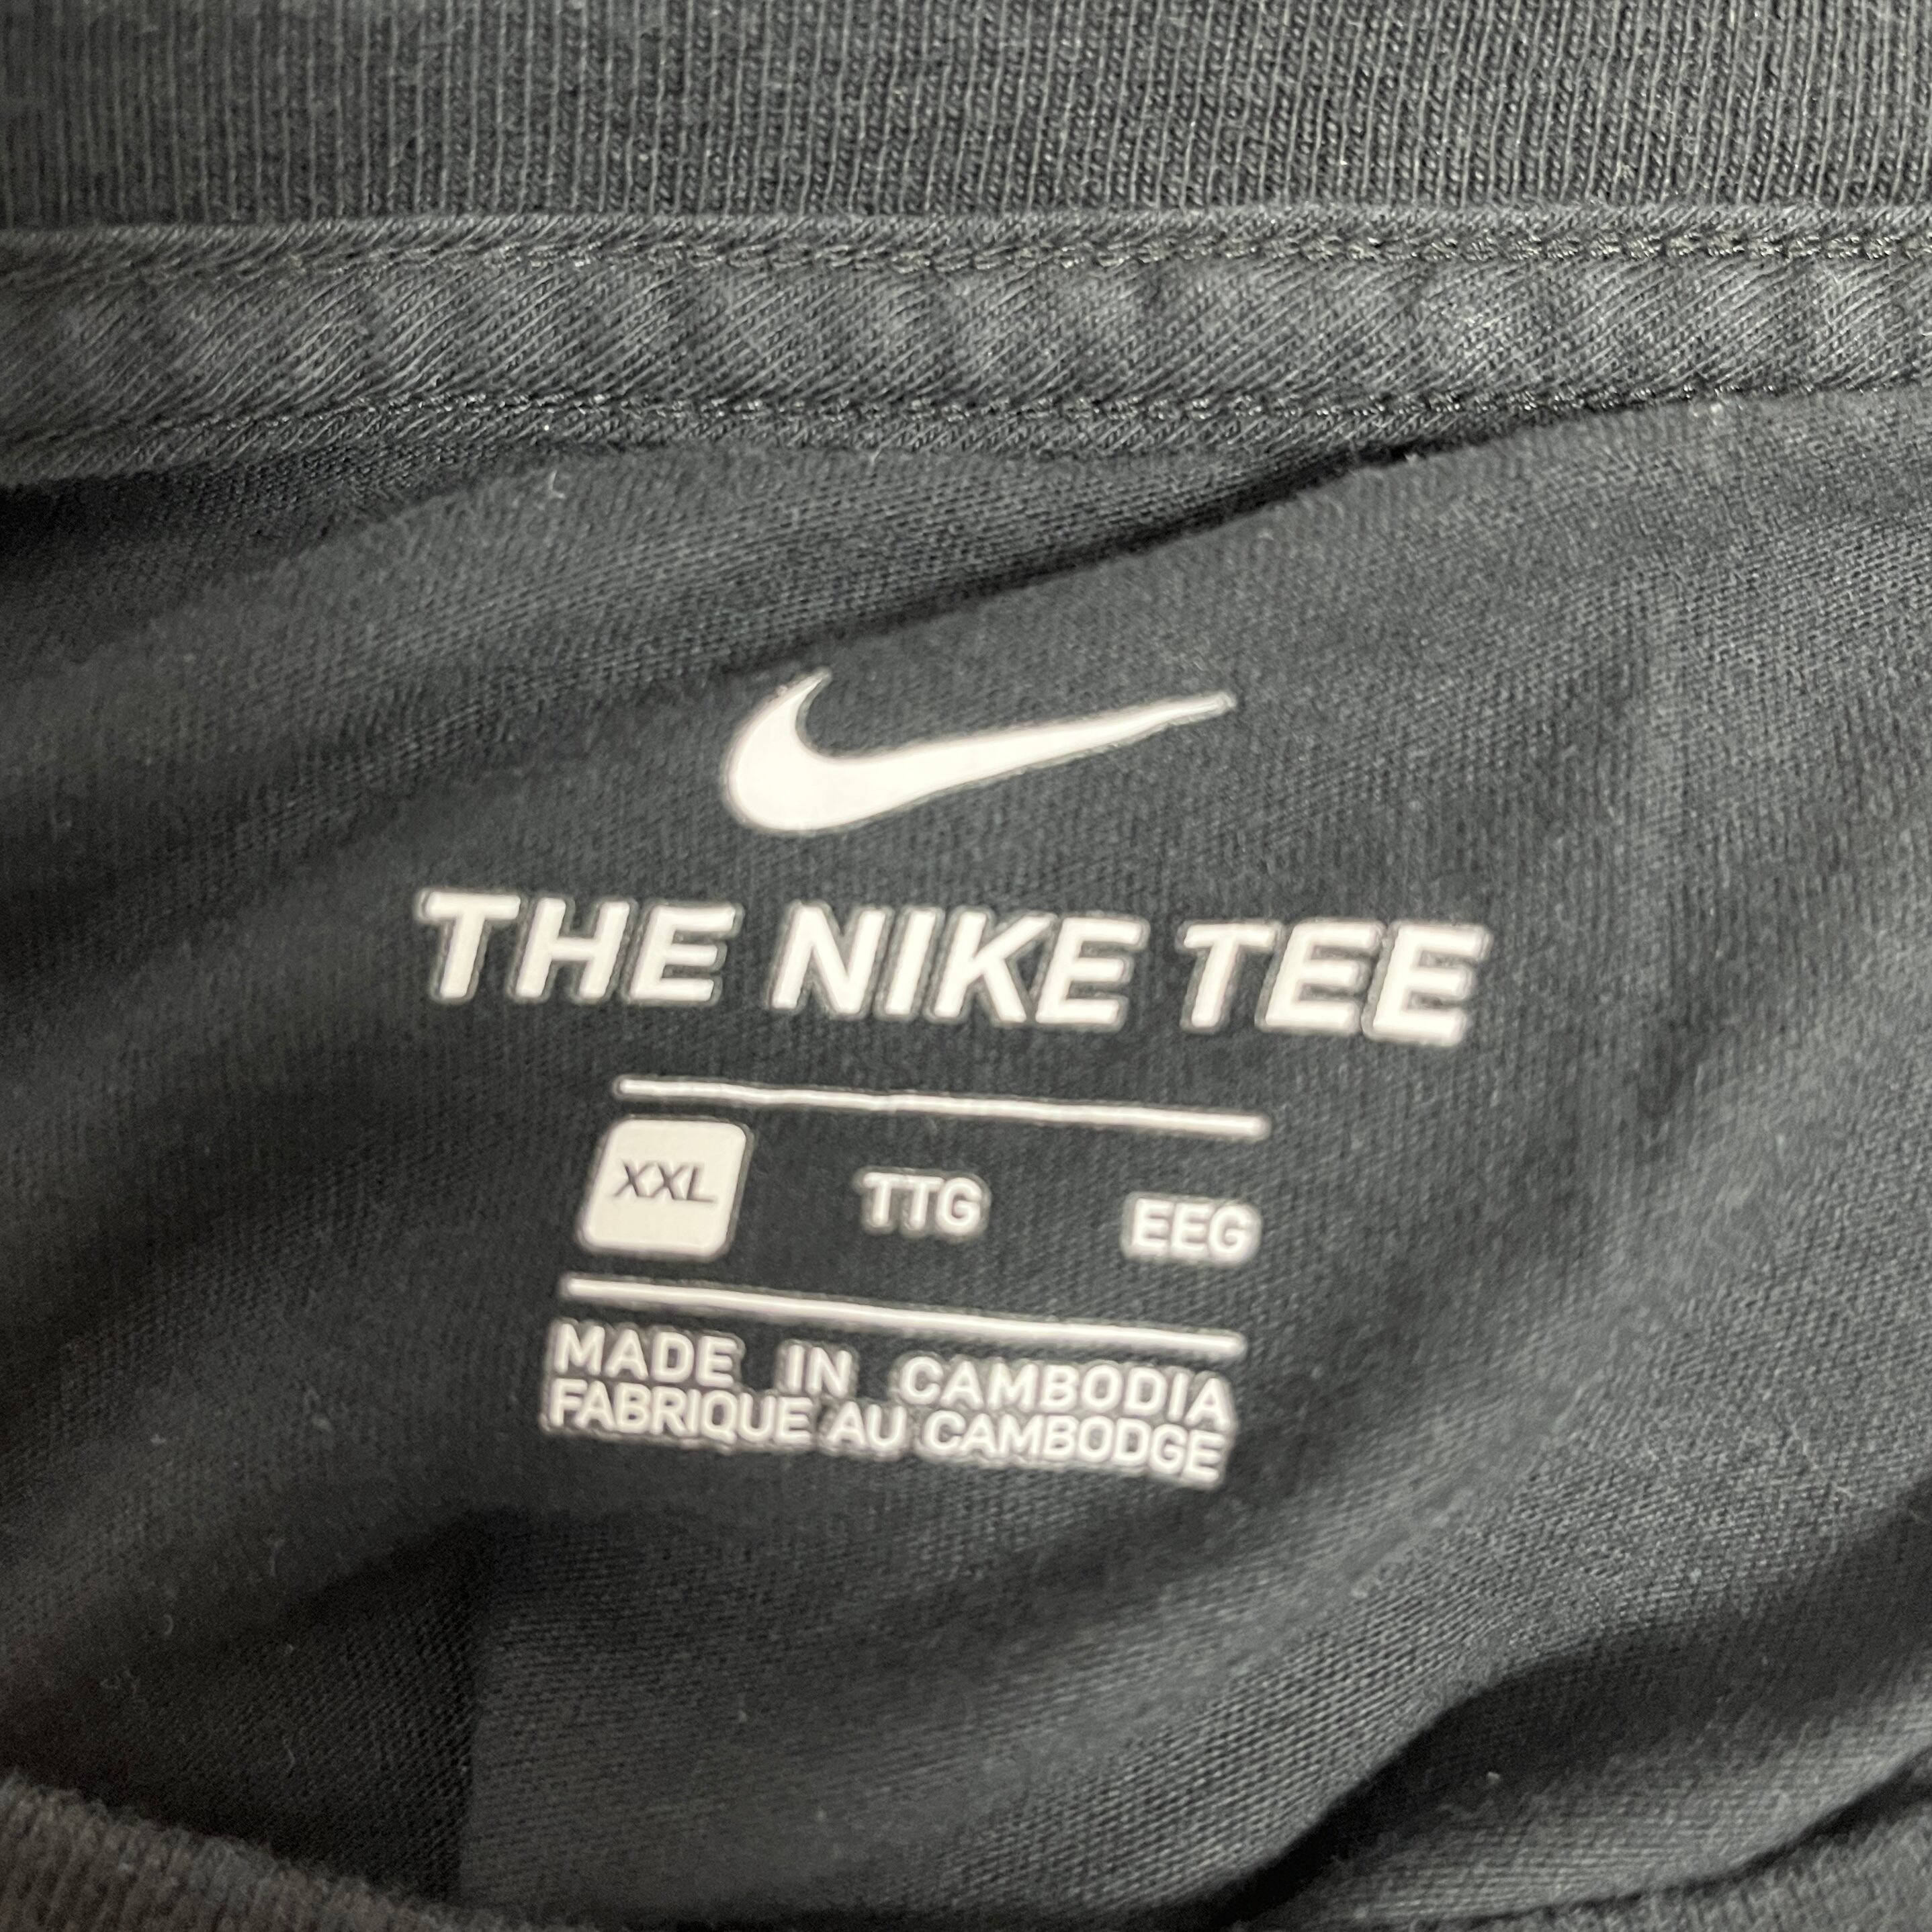 THE NIKE TEE
XXL TTG EEG
MADE IN CAMBODIA
FABRIQUE AU CAMBODGE